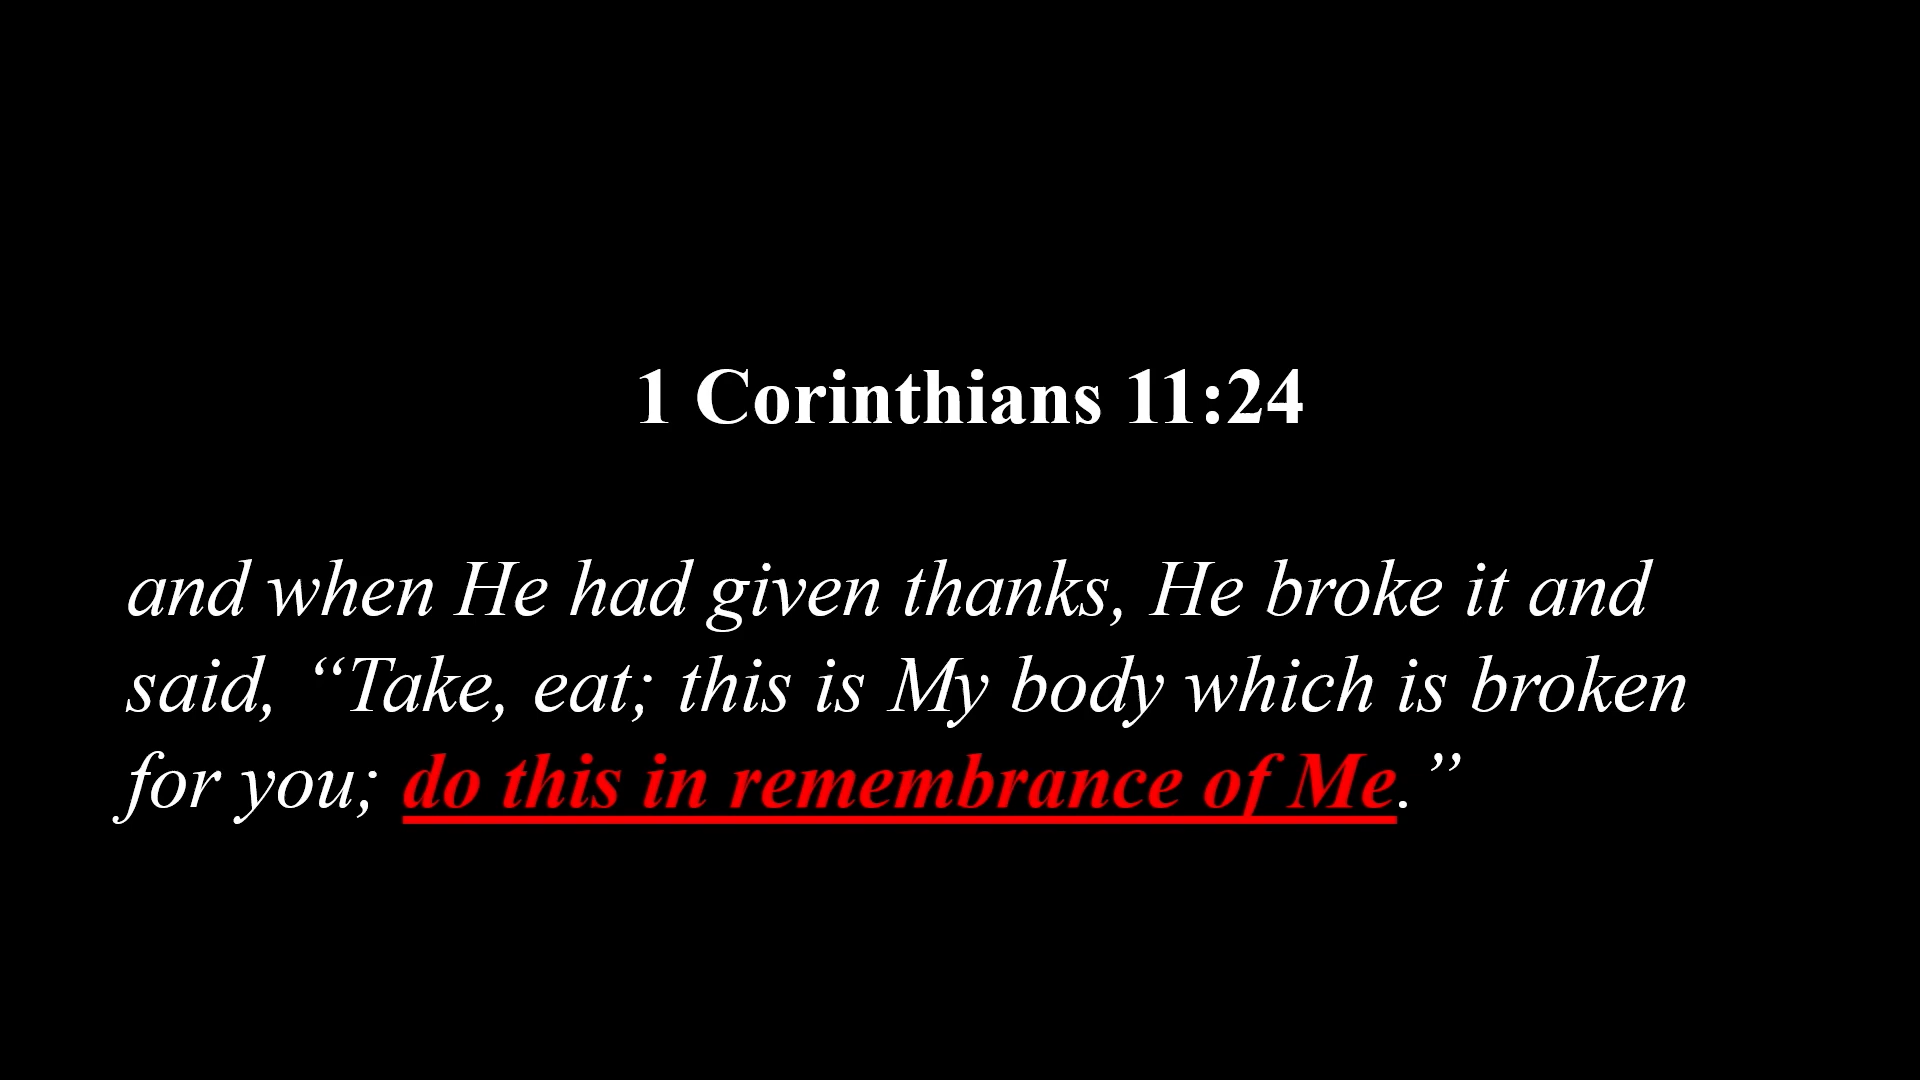 1 Corinthians 11:24
and when He had given thanks, He broke it and
said, “Take, eat; this is My body which is broken
for you; do this in remembrance of Me.”